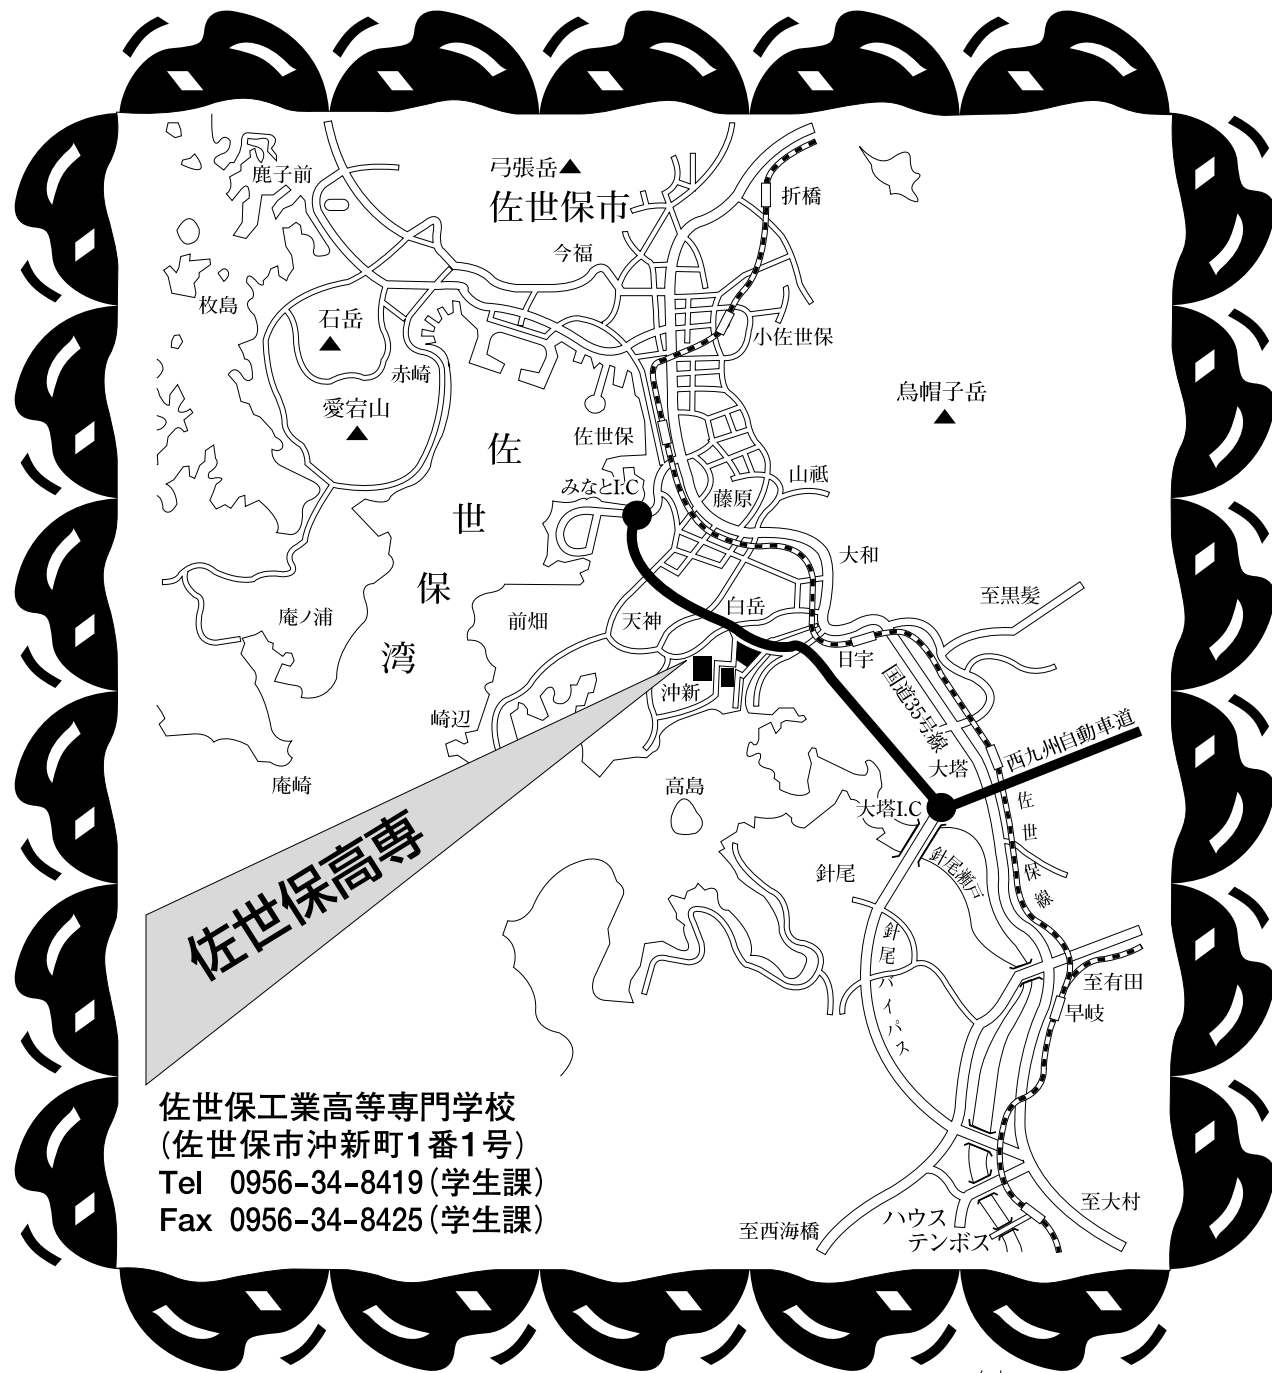 鹿子前
弓張岳
佐世保市
折橋
今福
枚島
石岳
小佐世保
赤崎
愛宕山
烏帽子岳
佐世保湾
佐世保
みなとI.C
藤原
山祗
大和
至黒髪
庵ノ浦
前畑
天神
白岳
日宇
沖新
崎辺
国道35号線
大塔
西九州自動車道
庵崎
高島
大塔I.C
佐世保線
佐世保高専
針尾
針尾瀬戸
針尾バイパス
至有田
早岐
佐世保工業高等専門学校
(佐世保市沖新町1番1号)
Tel 0956-34-8419(学生課)
Fax 0956-34-8425(学生課)
至西海橋
ハウス
テンボス
至大村